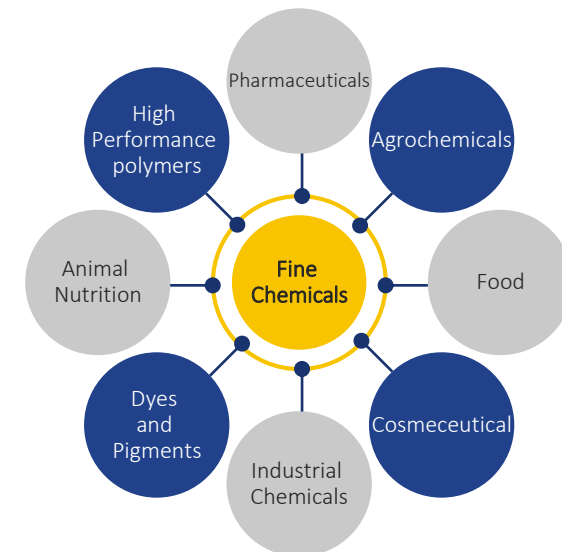 Pharmaceuticals
High
Performance
polymers
Agrochemicals
Animal
Nutrition
Fine
Chemicals
Food
Dyes
and
Pigments
Cosmeceutical
Industrial
Chemicals